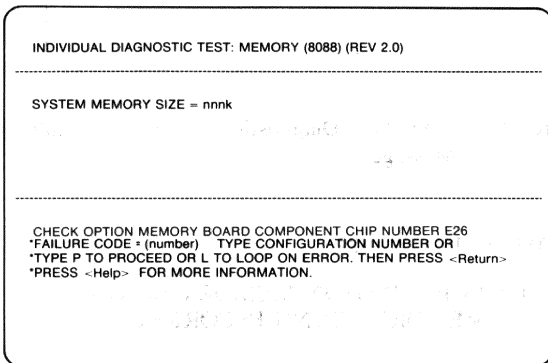 INDIVIDUAL DIAGNOSTIC TEST: MEMORY (8088) (REV 2.0)
SYSTEM MEMORY SIZE = nnnk
CHECK OPTION MEMORY BOARD COMPONENT CHIP NUMBER E26
*FAILURE CODE = (number) TYPE CONFIGURATION NUMBER OR
*TYPE P TO PROCEED OR L TO LOOP ON ERROR. THEN PRESS <Return>
*PRESS <Help> FOR MORE INFORMATION.